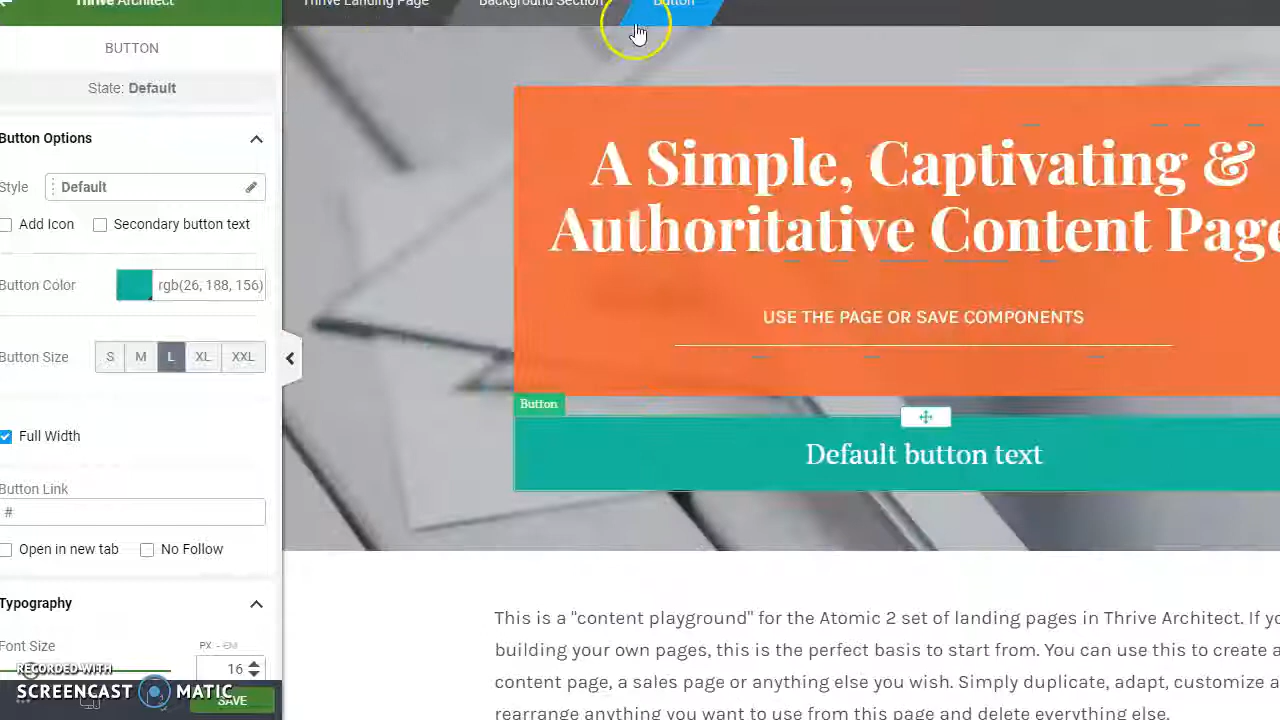 Thrive Architect
Thrive Landing Page
Background Section
Button
BUTTON
State: Default
Button Options
Style
Default
Add Icon
Secondary button text
Button Color
rgb(26, 188, 156)
Button Size
S
M
L
XL
XXL
Full Width
Button Link
#
Open in new tab
No Follow
Typography
Font Size
PX - EM
16
RECORDED WITH
SCREENCAST MATIC
SAVE
A Simple, Captivating &
Authoritative Content Page
USE THE PAGE OR SAVE COMPONENTS
Button
Default button text
This is a "content playground" for the Atomic 2 set of landing pages in Thrive Architect. If yo
building your own pages, this is the perfect basis to start from. You can use this to create a
content page, a sales page or anything else you wish. Simply duplicate, adapt, customize a
rearrange anything you want to use from this page and delete everything else.